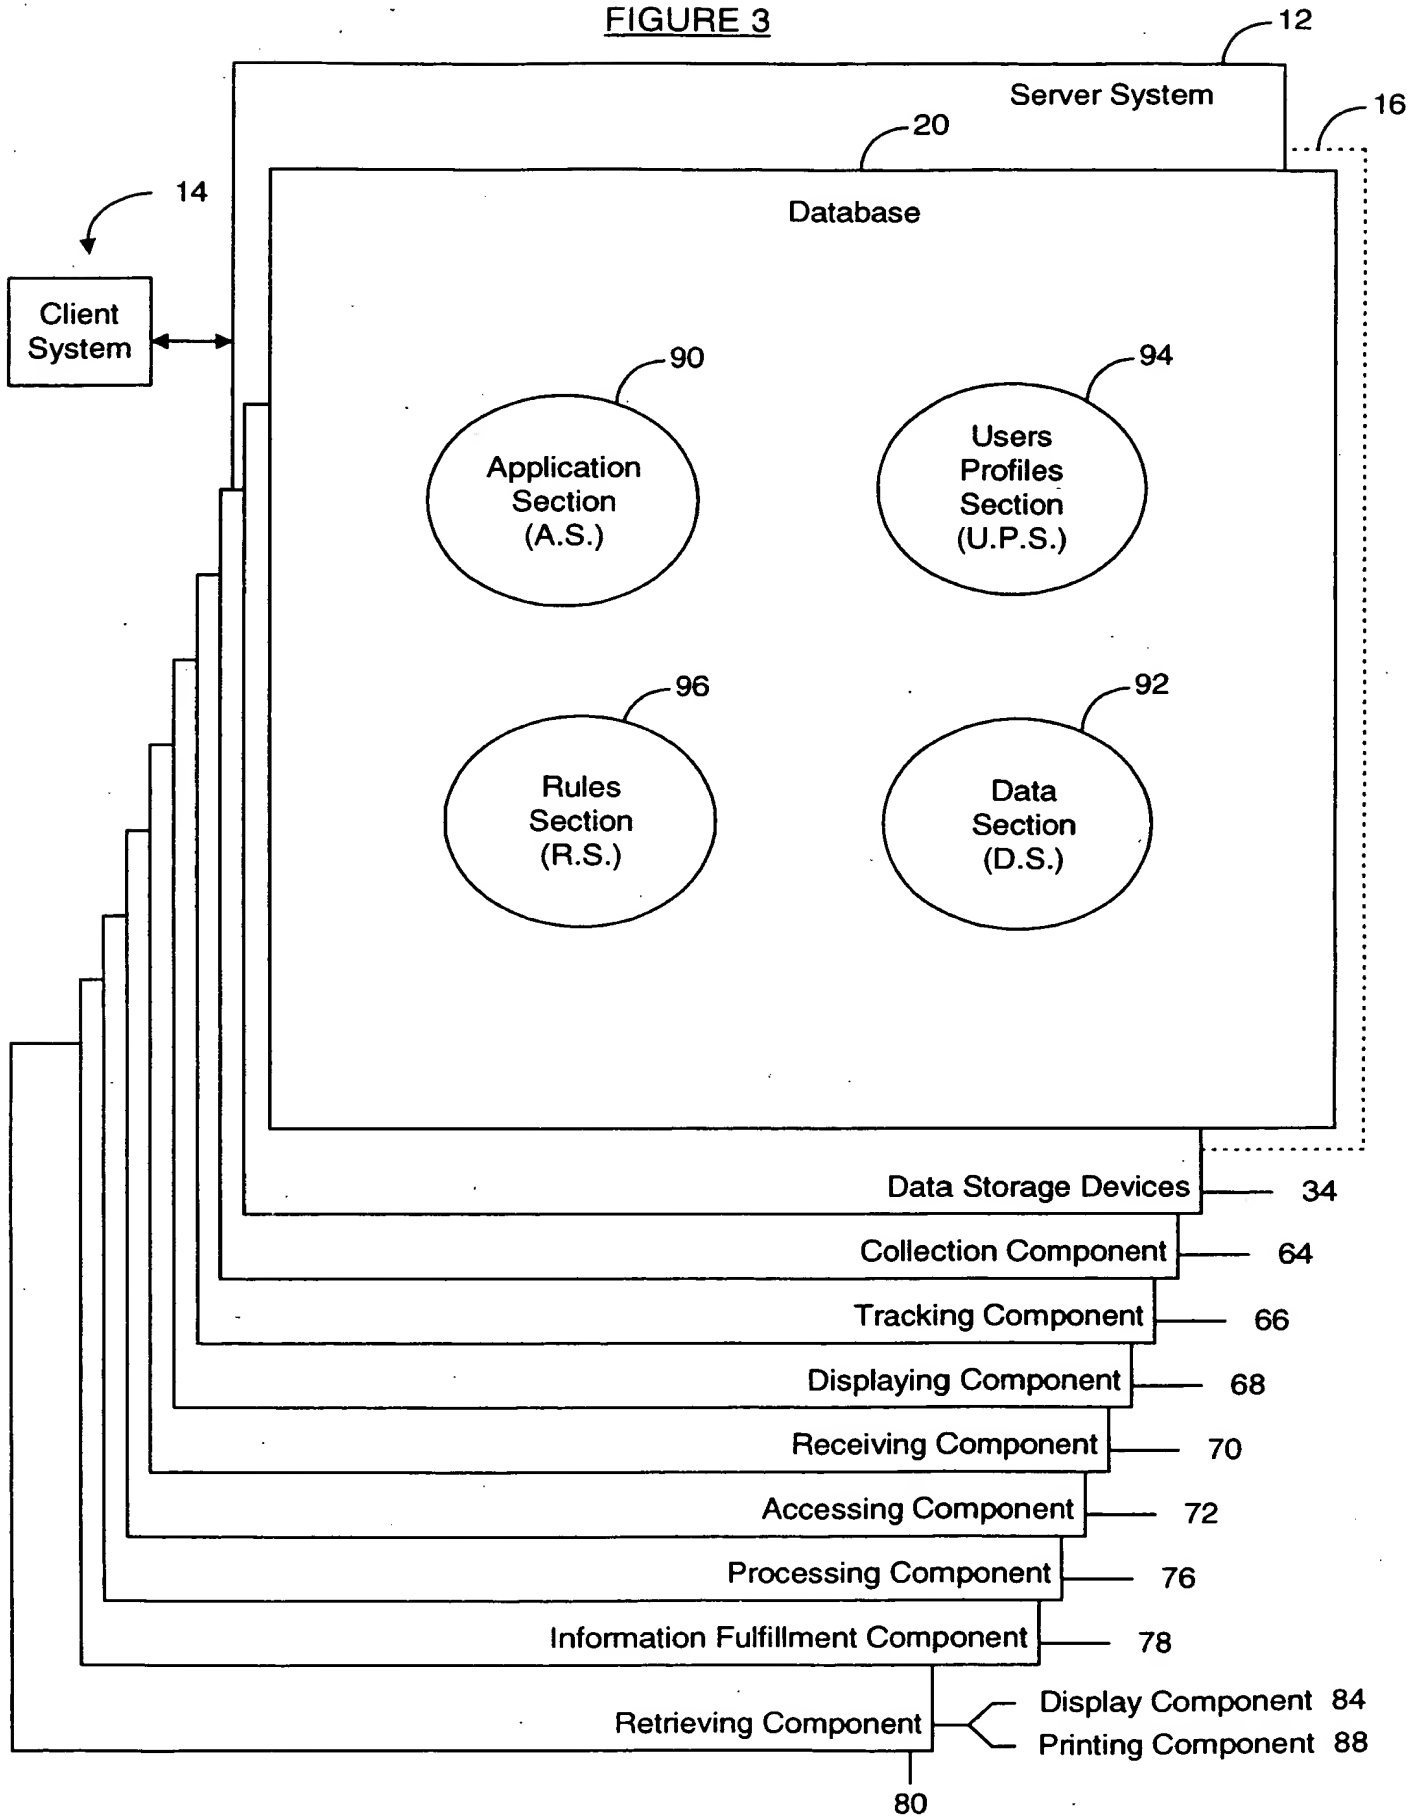 FIGURE 3
12
Server System
16
20
Database
14
Client
System
90
Application
Section
(A.S.)
94
Users
Profiles
Section
(U.P.S.)
96
Rules
Section
(R.S.)
92
Data
Section
(D.S.)
Data Storage Devices 34
Collection Component 64
Tracking Component 66
Displaying Component 68
Receiving Component 70
Accessing Component 72
Processing Component 76
Information Fulfillment Component 78
Retrieving Component
Display Component 84
Printing Component 88
80